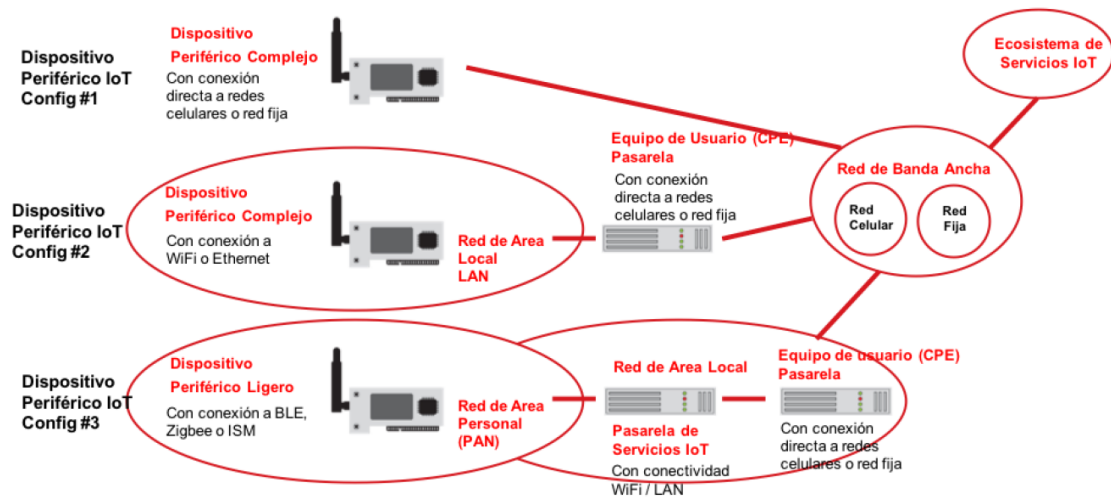 Dispositivo
Periférico IoT
Config #1
Dispositivo
Periférico Complejo
Con conexión
directa a redes
celulares o red fija
Ecosistema de
Servicios IoT
Equipo de Usuario (CPE)
Pasarela
Con conexión
directa a redes
celulares o red fija
Red de Banda Ancha
Red
Celular
Red
Fija
Dispositivo
Periférico IoT
Config #2
Dispositivo
Periférico Complejo
Con conexión a
WiFi o Ethernet
Red de Area
Local
LAN
Dispositivo
Periférico IoT
Config #3
Dispositivo
Periférico Ligero
Con conexión a BLE,
Zigbee o ISM
Red de Area
Personal
(PAN)
Red de Area Local
Pasarela de
Servicios IoT
Con conectividad
WiFi / LAN
Equipo de usuario (CPE)
Pasarela
Con conexión
directa a redes
celulares o red fija